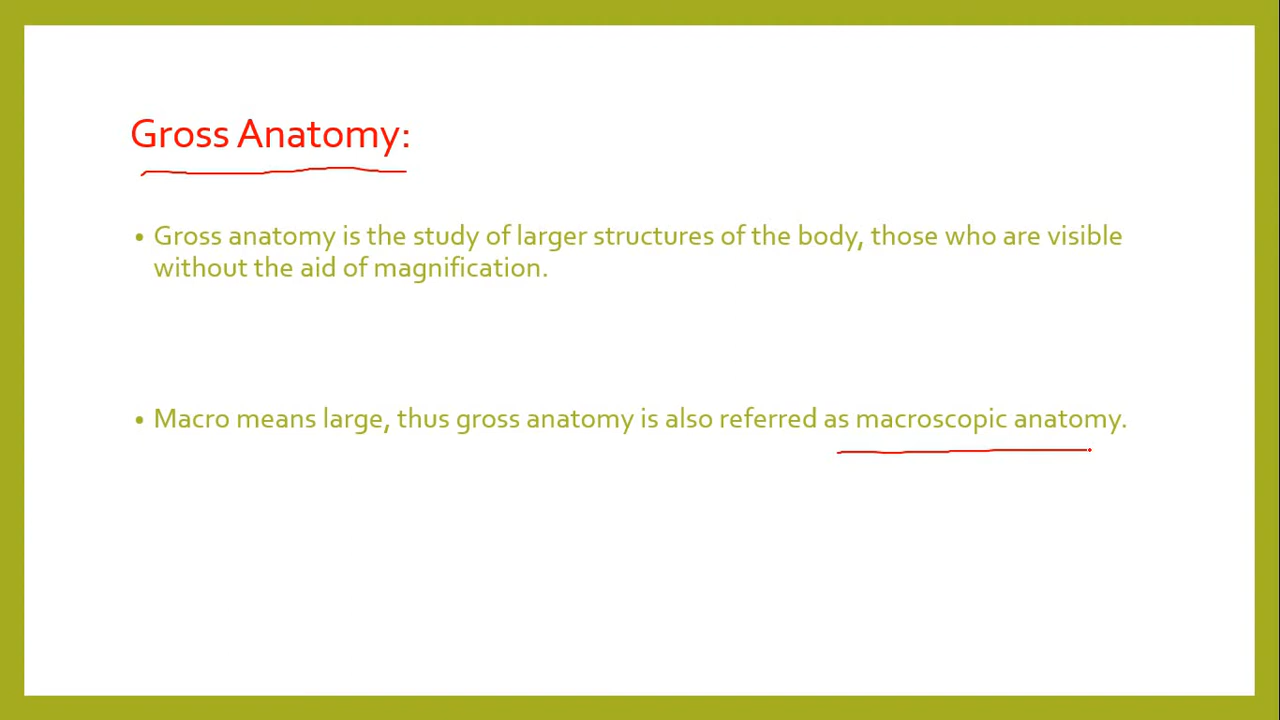 Gross Anatomy:
• Gross anatomy is the study of larger structures of the body, those who are visible
without the aid of magnification.
• Macro means large, thus gross anatomy is also referred as macroscopic anatomy.